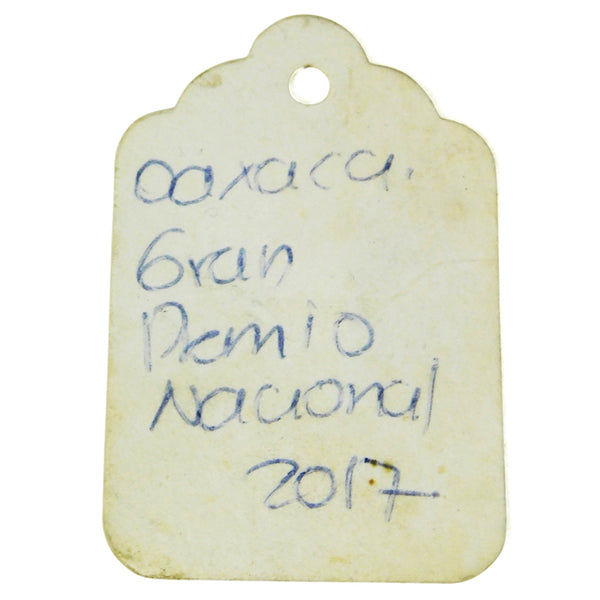 Oaxaca.
Gran
Premio
Nacional
2017